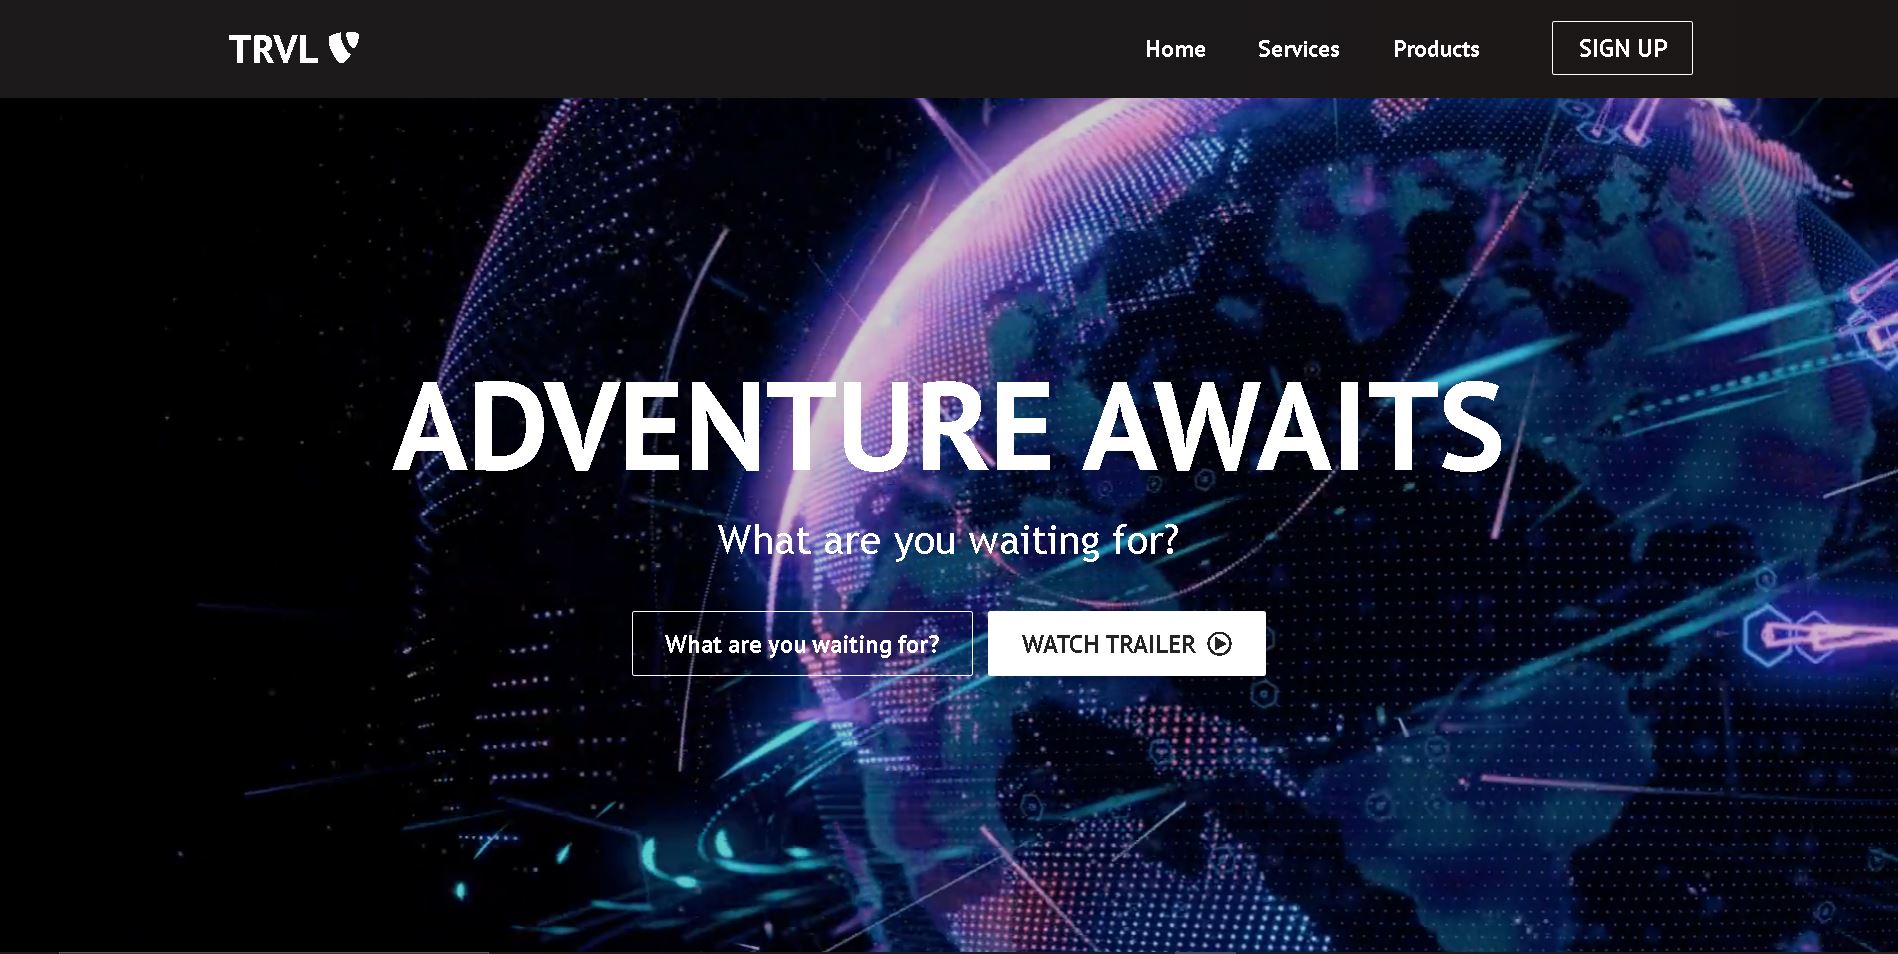 TRVL
Home Services Products SIGN UP
ADVENTURE AWAITS
What are you waiting for?
What are you waiting for? WATCH TRAILER